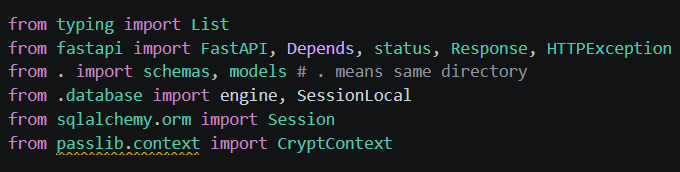 from typing import List
from fastapi import FastAPI, Depends, status, Response, HTTPException
from . import schemas, models # . means same directory
from .database import engine, SessionLocal
from sqlalchemy.orm import Session
from passlib.context import CryptContext